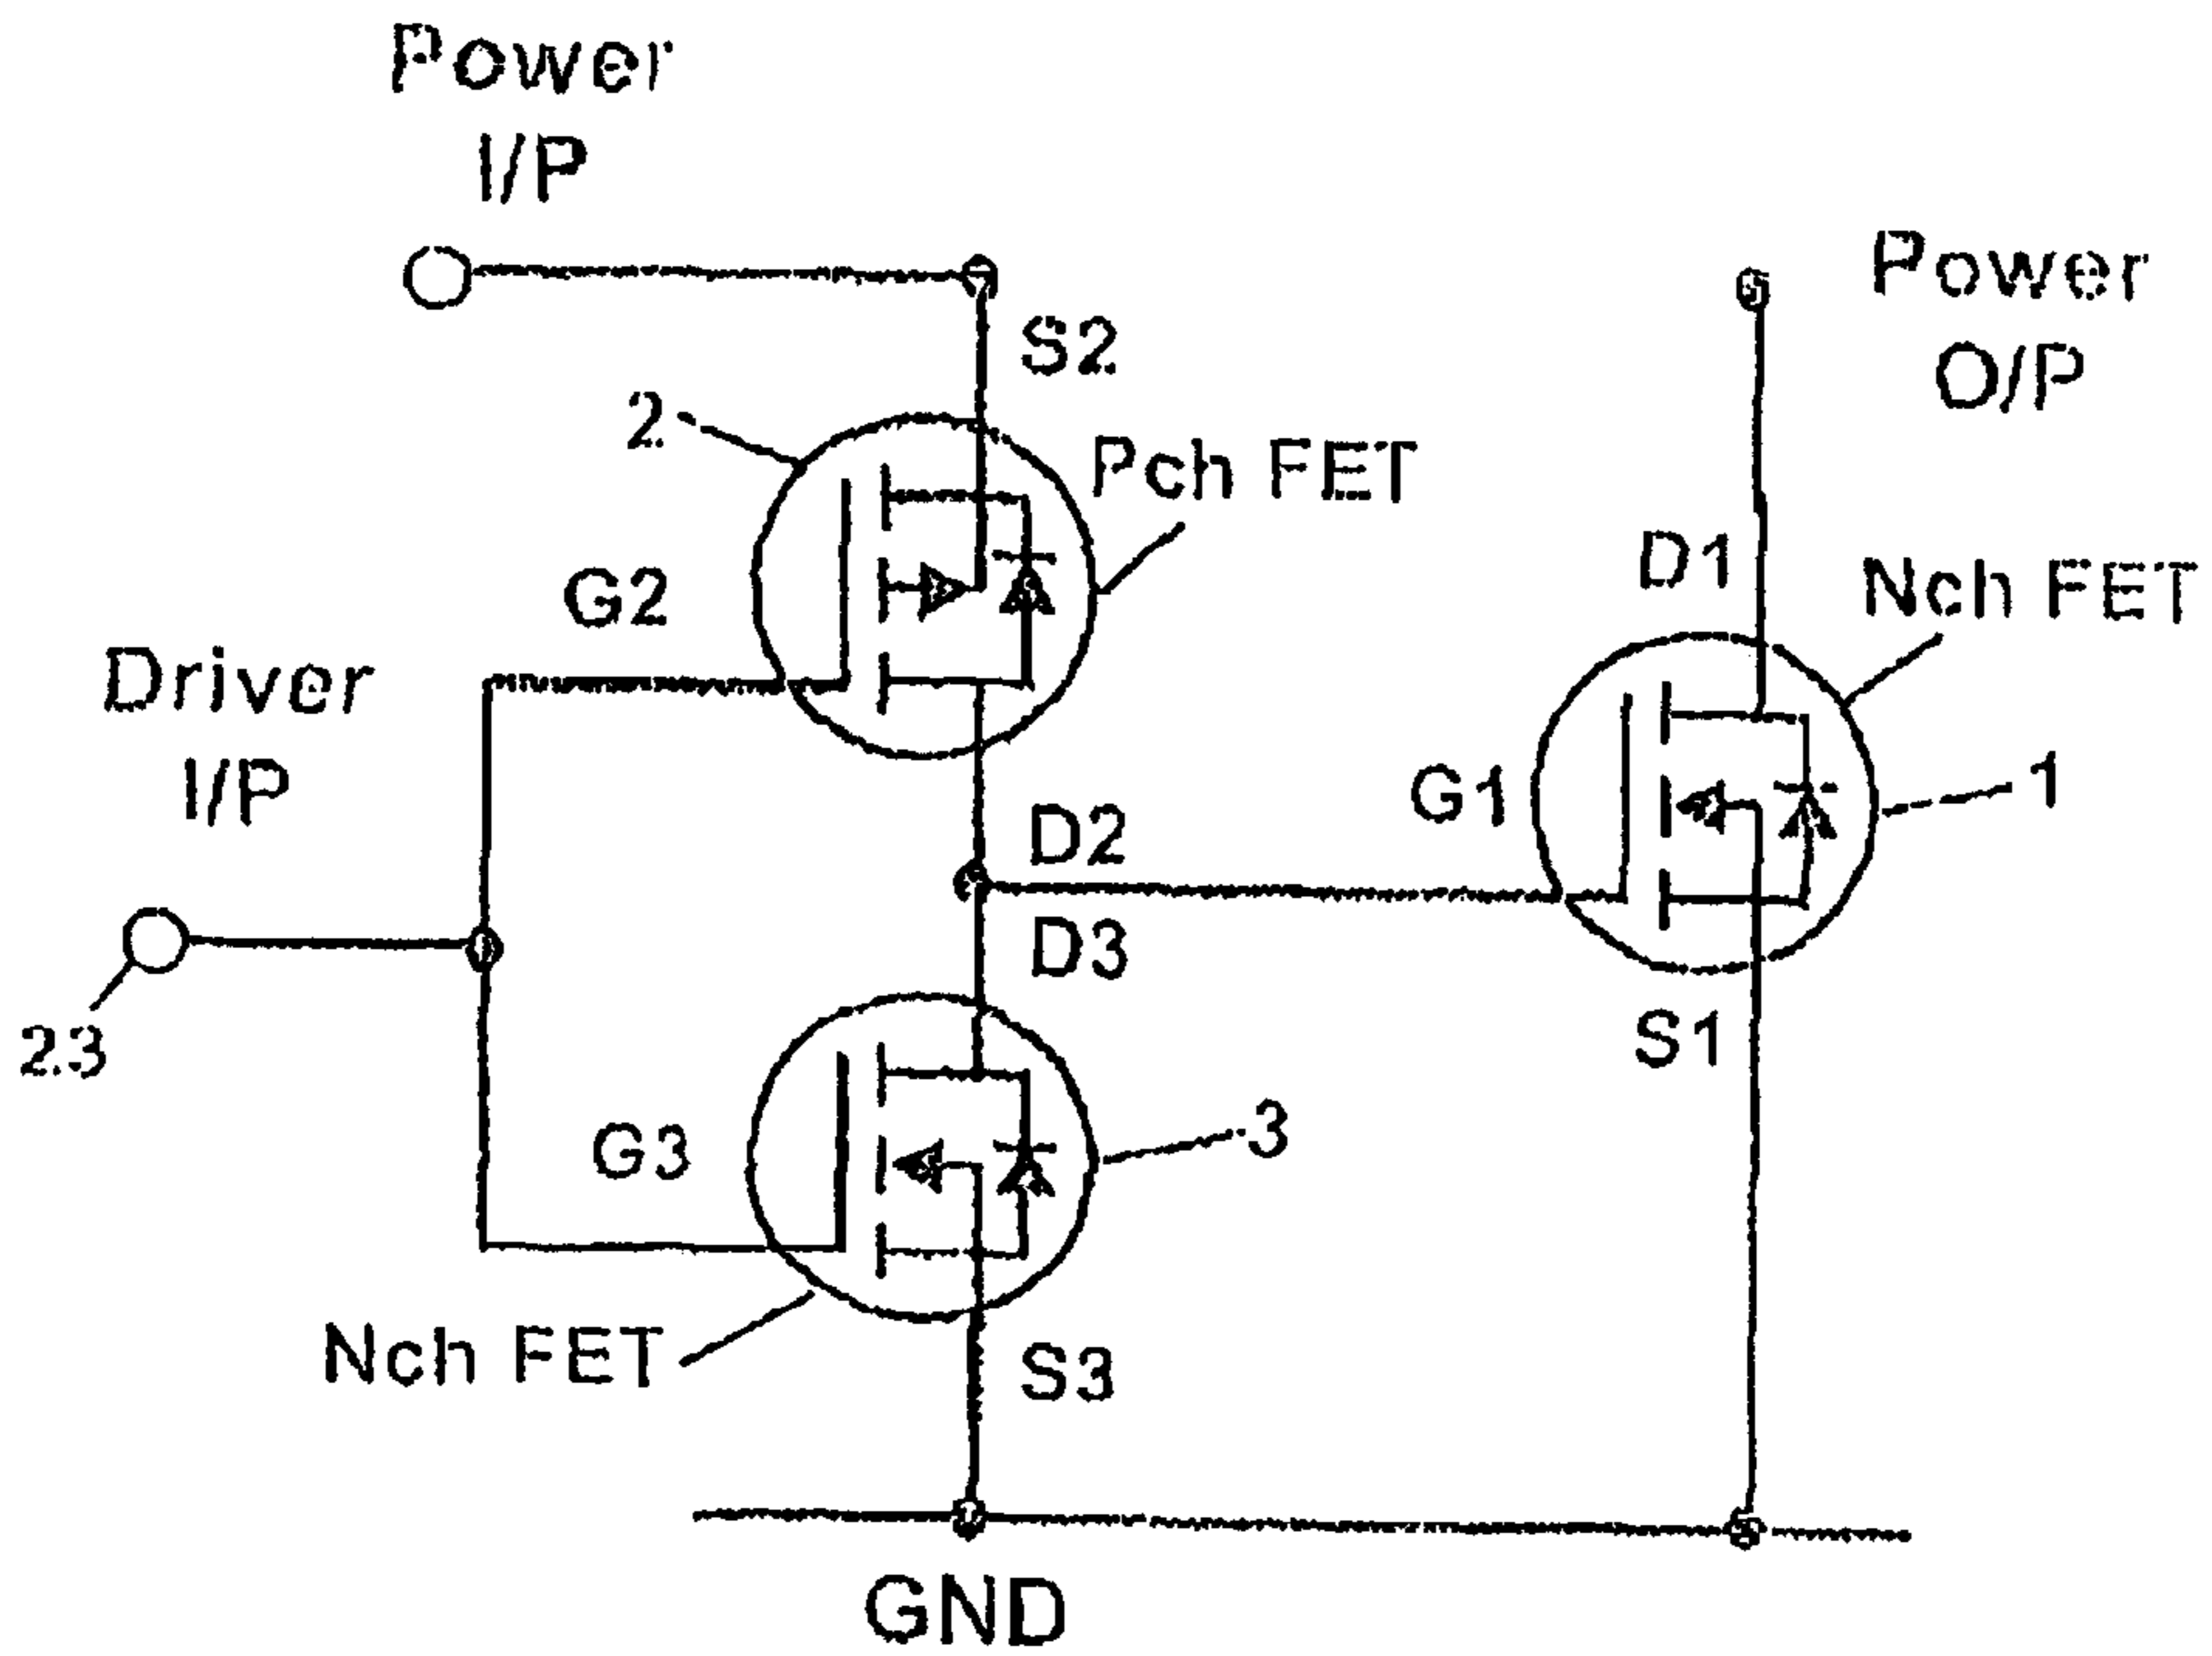 Power
I/P
Power
O/P
S2
2
Pch FET
D1
Nch FET
G2
Driver
I/P
G1
1
D2
D3
23
S1
G3
3
Nch FET
S3
GND